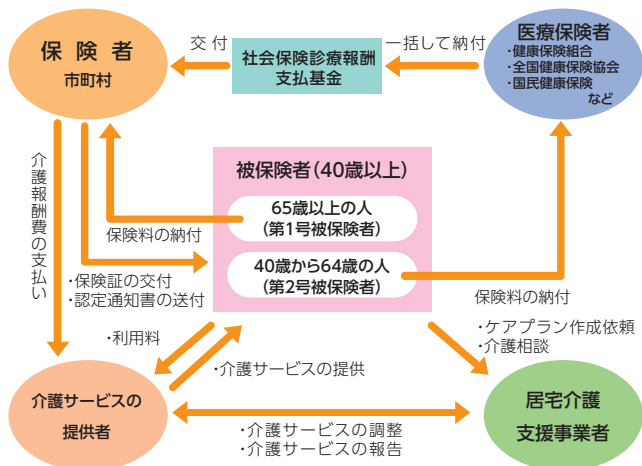 保険者
市町村
交付
社会保険診療報酬
支払基金
一括して納付
医療保険者
・健康保険組合
・全国健康保険協会
・国民健康保険
など
介護報酬費の支払い
被保険者(40歳以上)
65歳以上の人
(第1号被保険者)
40歳から64歳の人
(第2号被保険者)
保険料の納付
・保険証の交付
・認定通知書の送付
保険料の納付
・利用料
・介護サービスの提供
・ケアプラン作成依頼
・介護相談
介護サービスの
提供者
・介護サービスの調整
・介護サービスの報告
居宅介護
支援事業者